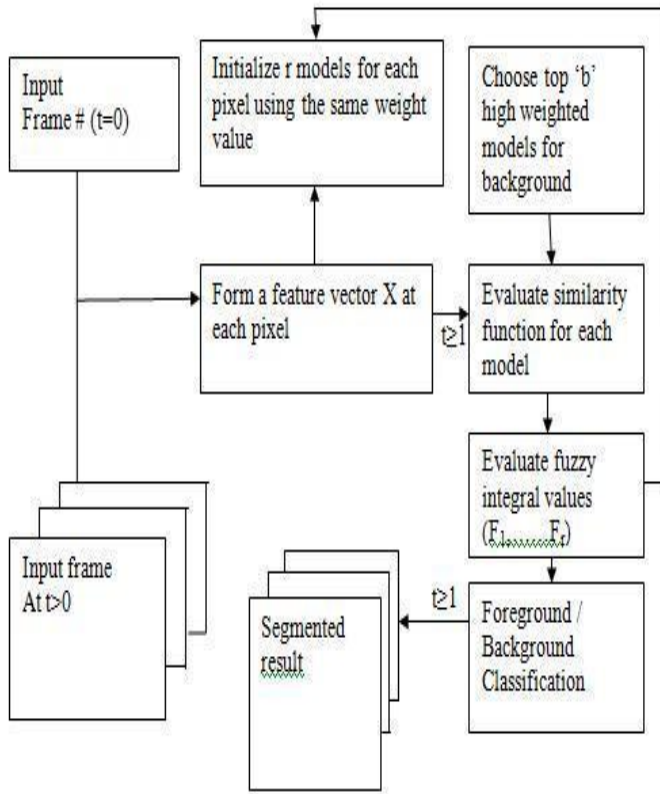 Input
Frame # (t=0)
Initialize r models for each
pixel using the same weight
value
Choose top ‘b’
high weighted
models for
background
Form a feature vector X at
each pixel
t≥1
Evaluate similarity
function for each
model
Evaluate fuzzy
integral values
(F1,......,Fr)
Input frame
At t>0
Segmented
result
t≥1
Foreground /
Background
Classification